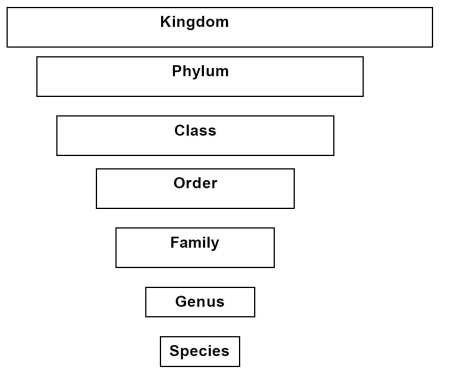 Kingdom
Phylum
Class
Order
Family
Genus
Species